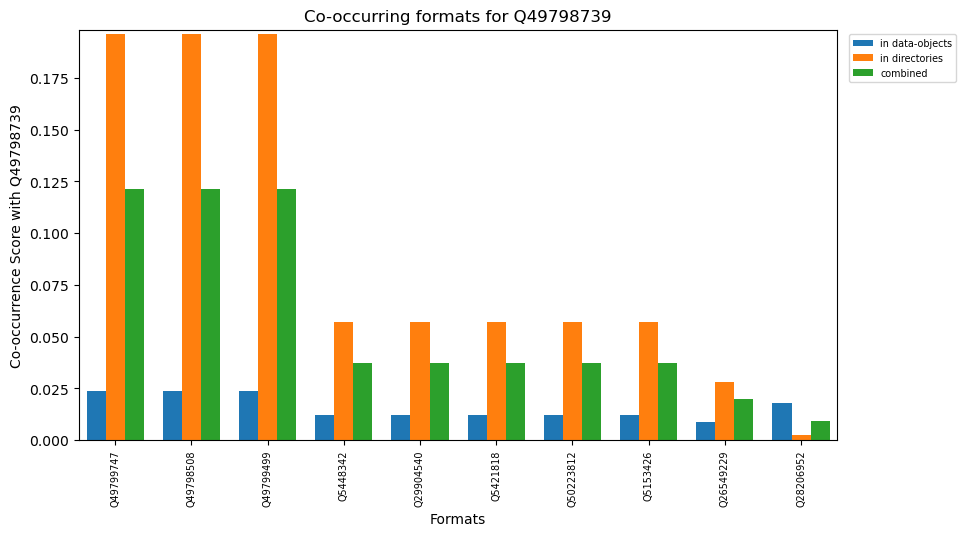 Co-occurring formats for Q49798739
in data-objects
in directories
combined
Co-occurrence Score with Q49798739
0.175
0.150
0.125
0.100
0.075
0.050
0.025
0.000
Q49799747
Q49798508
Q49799499
Q5448342
Q29904540
Q5421818
Q50223812
Q5153426
Q26549229
Q28206952
Formats